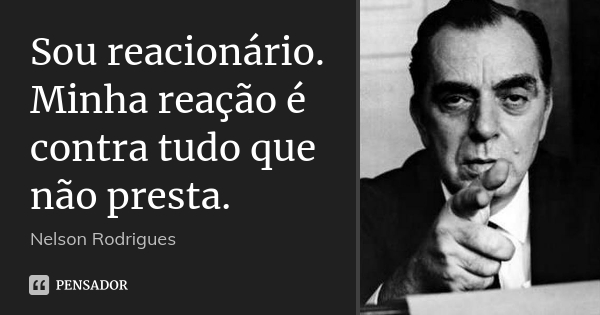 Sou reacionário.
Minha reação é
contra tudo que
não presta.
Nelson Rodrigues
PENSADOR